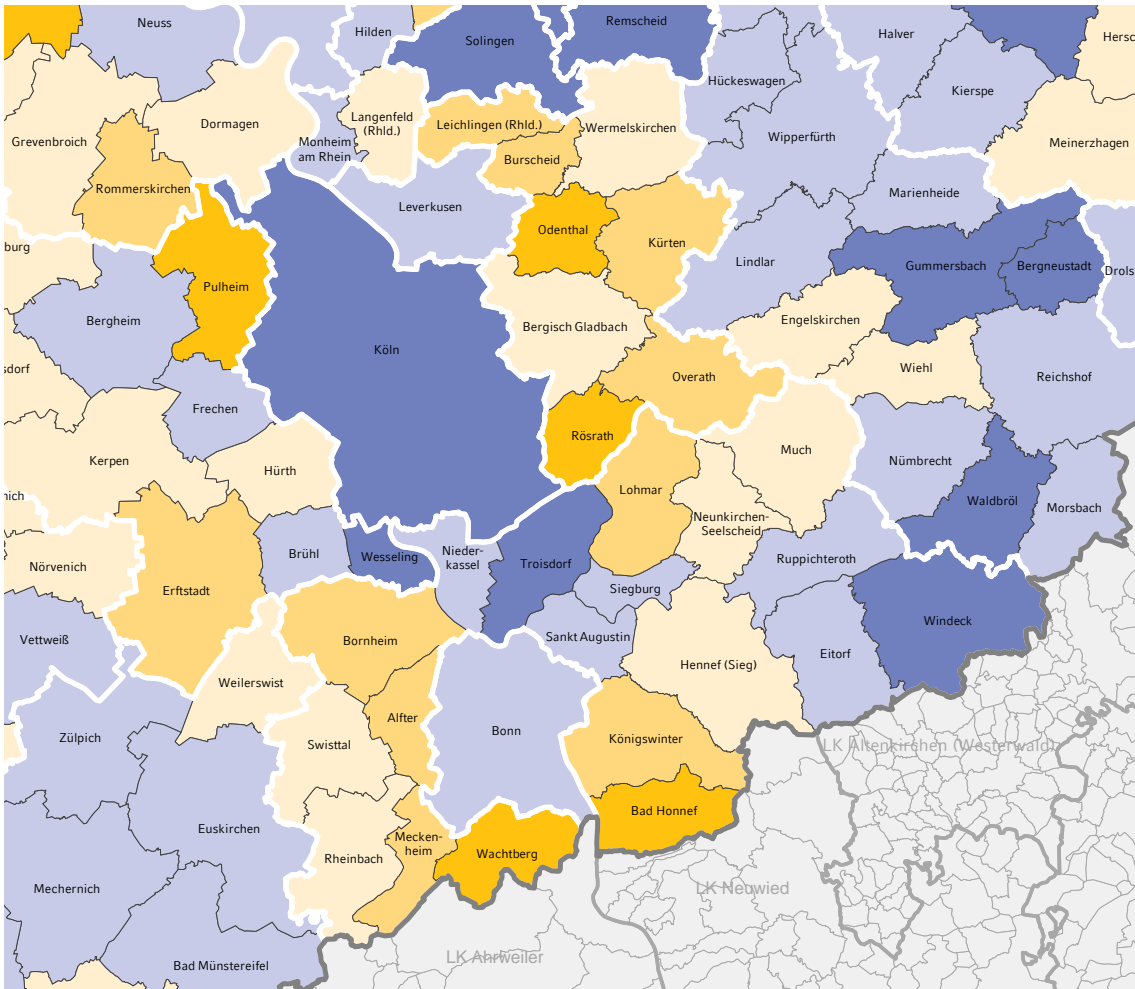 Neuss
Hilden
Solingen
Remscheid
Halver
Hersc
Hückeswagen
Kierspe
Grevenbroich
Dormagen
Monheim
am Rhein
Langenfeld
(Rhld.)
Leichlingen (Rhld.)
Burscheid
Wermelskirchen
Wipperfürth
Meinerzhagen
Rommerskirchen
Leverkusen
Marienheide
Odenthal
Kürten
burg
Pulheim
Lindlar
Gummersbach
Bergneustadt
Drols
Bergheim
Köln
Bergisch Gladbach
Engelskirchen
sdorf
Overath
Wiehl
Reichshof
Frechen
Rösrath
Kerpen
Hürth
Much
Nümbrecht
nich
Lohmar
Neunkirchen-
Seelscheid
Waldbröl
Morsbach
Nörvenich
Brühl
Wesseling
Nieder-
kassel
Troisdorf
Ruppichteroth
Erftstadt
Siegburg
Windeck
Vettweiß
Bornheim
Sankt Augustin
Hennef (Sieg)
Eitorf
Weilerswist
Zülpich
Swisttal
Alfter
Bonn
Königswinter
LK Altenkirchen (Westerwald)
Euskirchen
Mecken-
heim
Bad Honnef
Mechernich
Rheinbach
Wachtberg
LK Neuwied
Bad Münstereifel
LK Ahrweiler